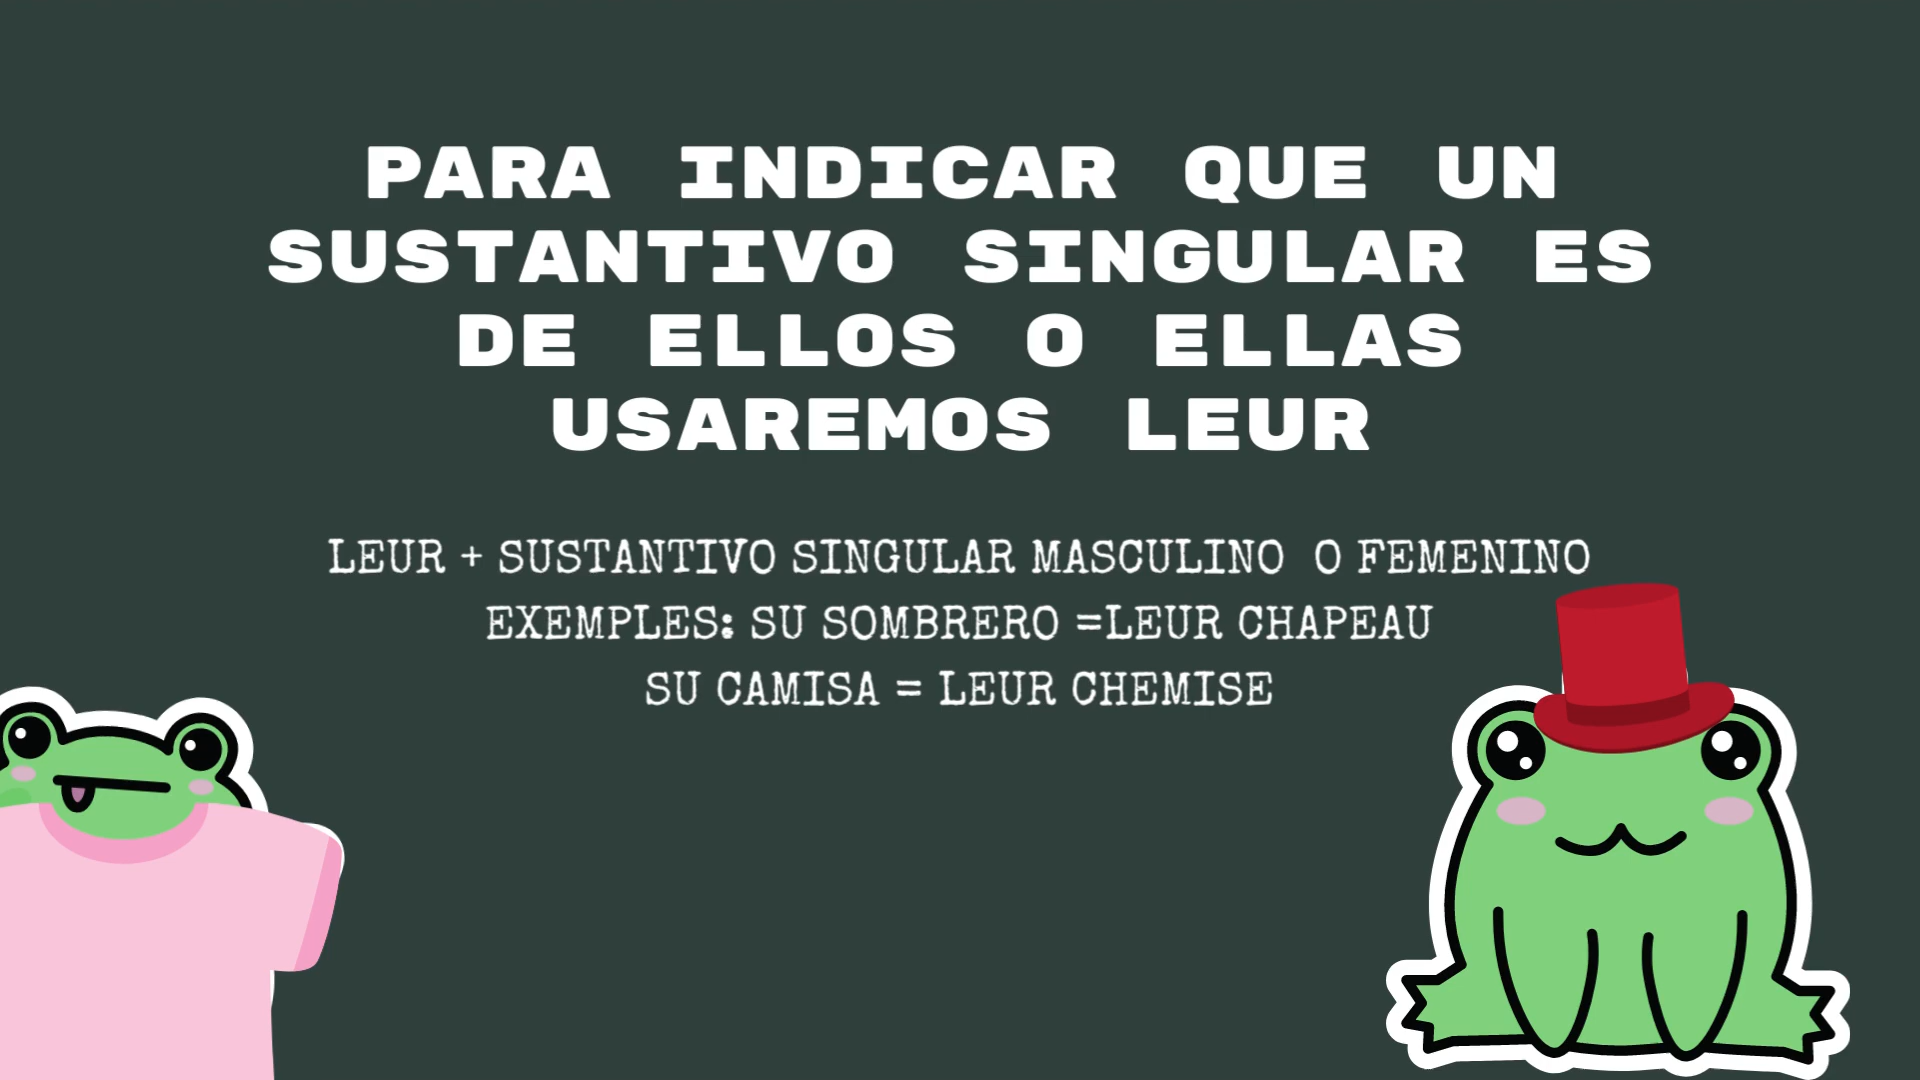 PARA INDICAR QUE UN
SUSTANTIVO SINGULAR ES
DE ELLOS O ELLAS
USAREMOS LEUR
LEUR + SUSTANTIVO SINGULAR MASCULINO O FEMENINO
EXEMPLES: SU SOMBRERO =LEUR CHAPEAU
SU CAMISA = LEUR CHEMISE